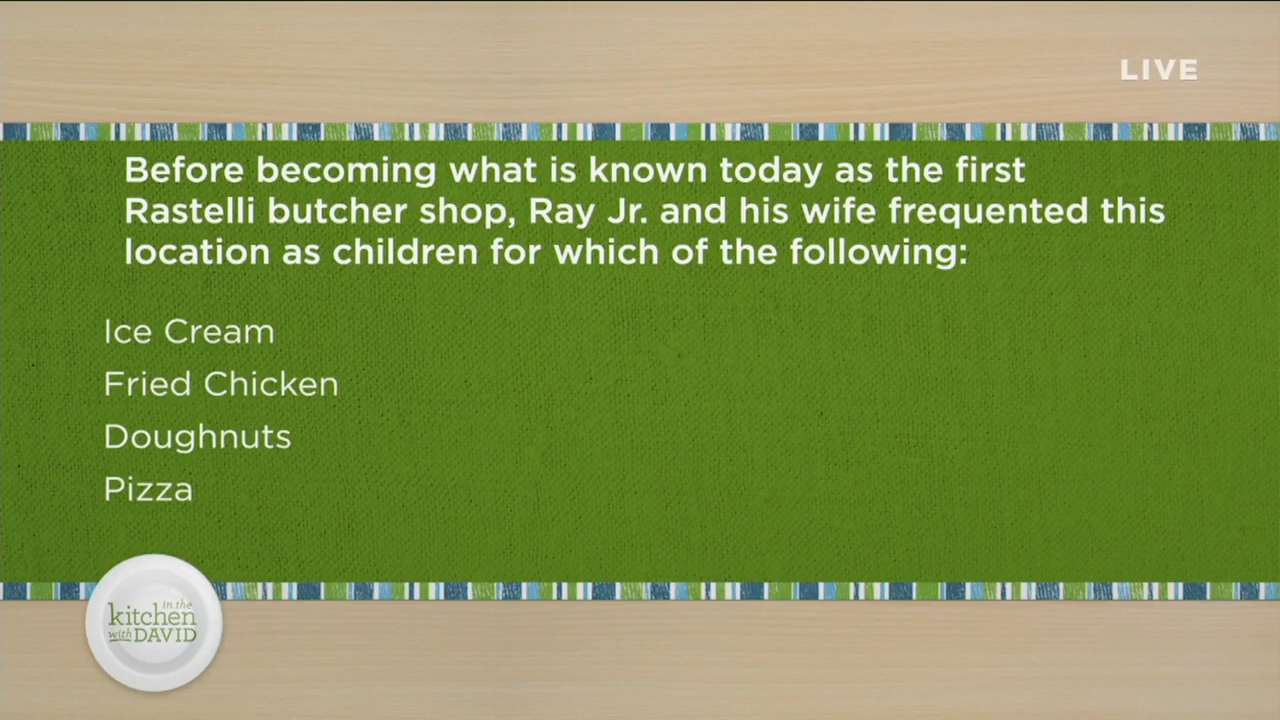 LIVE
Before becoming what is known today as the first
Rastelli butcher shop, Ray Jr. and his wife frequented this
location as children for which of the following:
Ice Cream
Fried Chicken
Doughnuts
Pizza
in the
kitchen
with DAVID